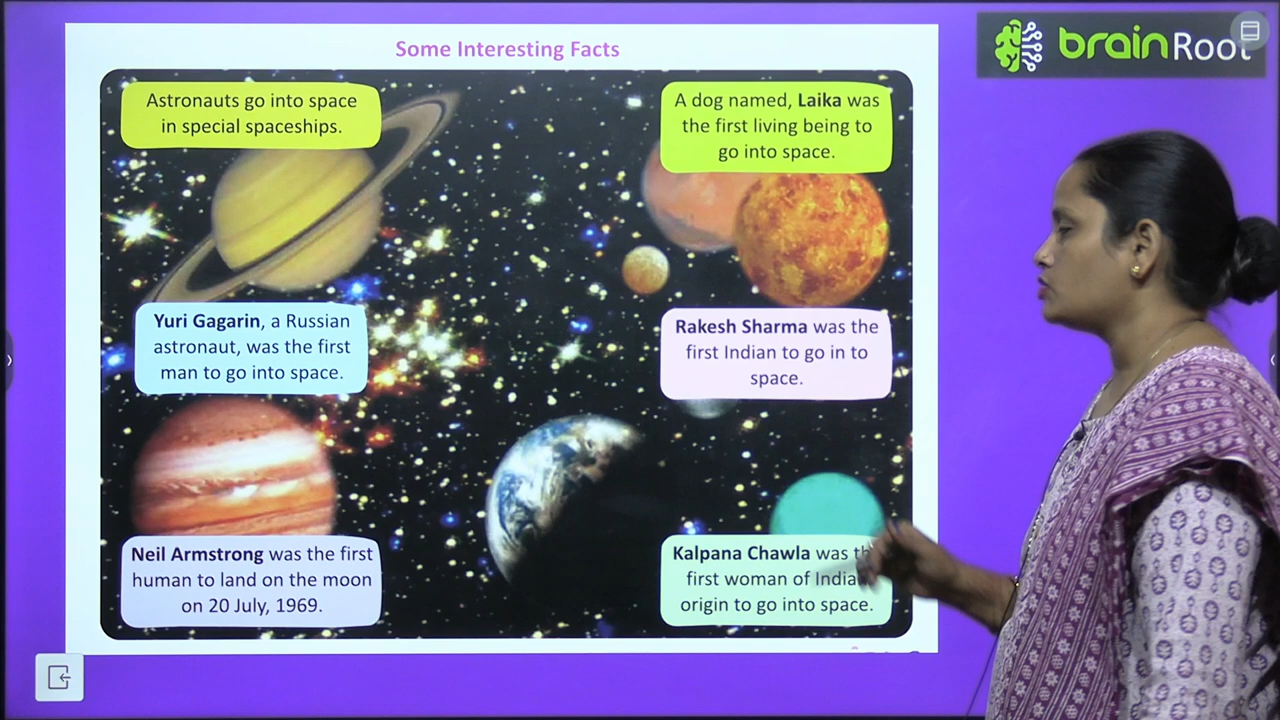 Some Interesting Facts
brainRoot
Astronauts go into space
in special spaceships.
A dog named, Laika was
the first living being to
go into space.
Yuri Gagarin, a Russian
astronaut, was the first
man to go into space.
Rakesh Sharma was the
first Indian to go in to
space.
Neil Armstrong was the first
human to land on the moon
on 20 July, 1969.
Kalpana Chawla was the
first woman of Indian
origin to go into space.